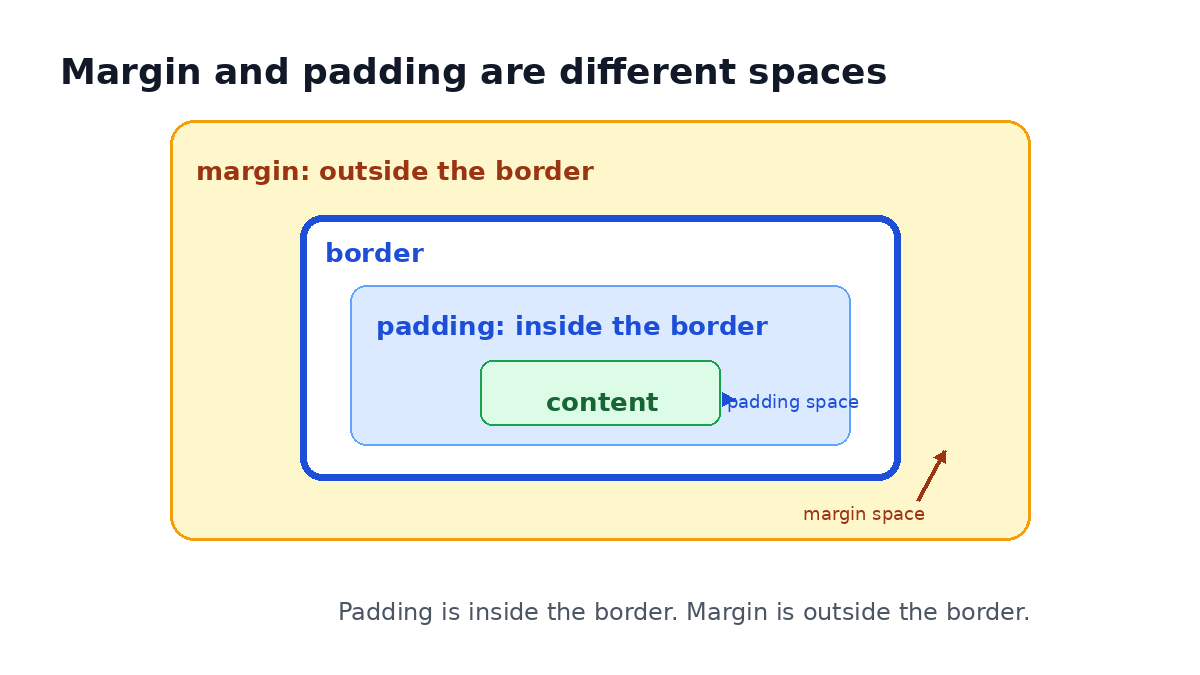 Margin and padding are different spaces
margin: outside the border
border
padding: inside the border
content
padding space
margin space
Padding is inside the border. Margin is outside the border.